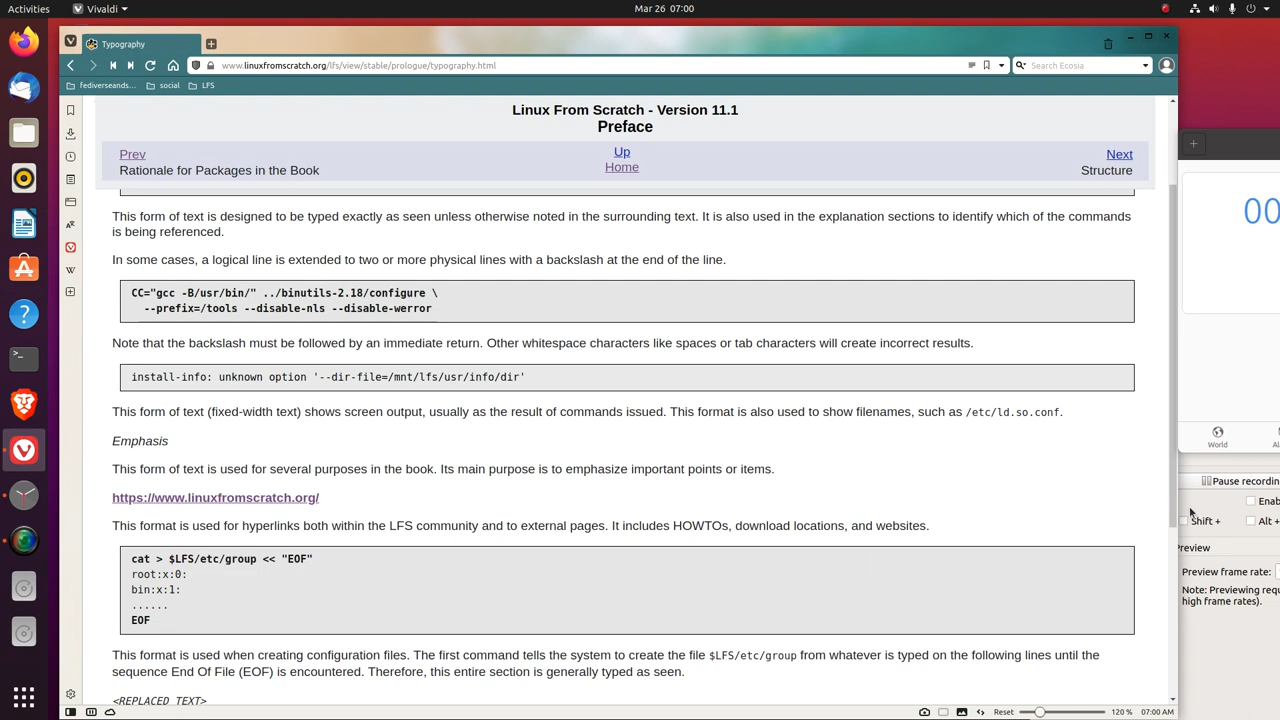 Activities
Vivaldi
Mar 26 07:00
Typography
www.linuxfromscratch.org/lfs/view/stable/prologue/typography.html
Search Ecosia
fediverseands...
social
LFS
Linux From Scratch - Version 11.1
Preface
Prev
Up
Next
Rationale for Packages in the Book
Home
Structure
This form of text is designed to be typed exactly as seen unless otherwise noted in the surrounding text. It is also used in the explanation sections to identify which of the commands
is being referenced.
In some cases, a logical line is extended to two or more physical lines with a backslash at the end of the line.
CC="gcc -B/usr/bin/" ../binutils-2.18/configure \
--prefix=/tools --disable-nls --disable-werror
Note that the backslash must be followed by an immediate return. Other whitespace characters like spaces or tab characters will create incorrect results.
install-info: unknown option '--dir-file=/mnt/lfs/usr/info/dir'
This form of text (fixed-width text) shows screen output, usually as the result of commands issued. This format is also used to show filenames, such as /etc/ld.so.conf.
Emphasis
This form of text is used for several purposes in the book. Its main purpose is to emphasize important points or items.
https://www.linuxfromscratch.org/
This format is used for hyperlinks both within the LFS community and to external pages. It includes HOWTOs, download locations, and websites.
cat > $LFS/etc/group << "EOF"
root:x:0:
bin:x:1:
......
EOF
This format is used when creating configuration files. The first command tells the system to create the file $LFS/etc/group from whatever is typed on the following lines until the
sequence End Of File (EOF) is encountered. Therefore, this entire section is generally typed as seen.
<REPLACED TEXT>
Reset
120 %
07:00 AM
00
World
Al
Pause recordin
Enab
Shift +
Alt +
Preview
Preview frame rate:
Note: Previewing requ
high frame rates).